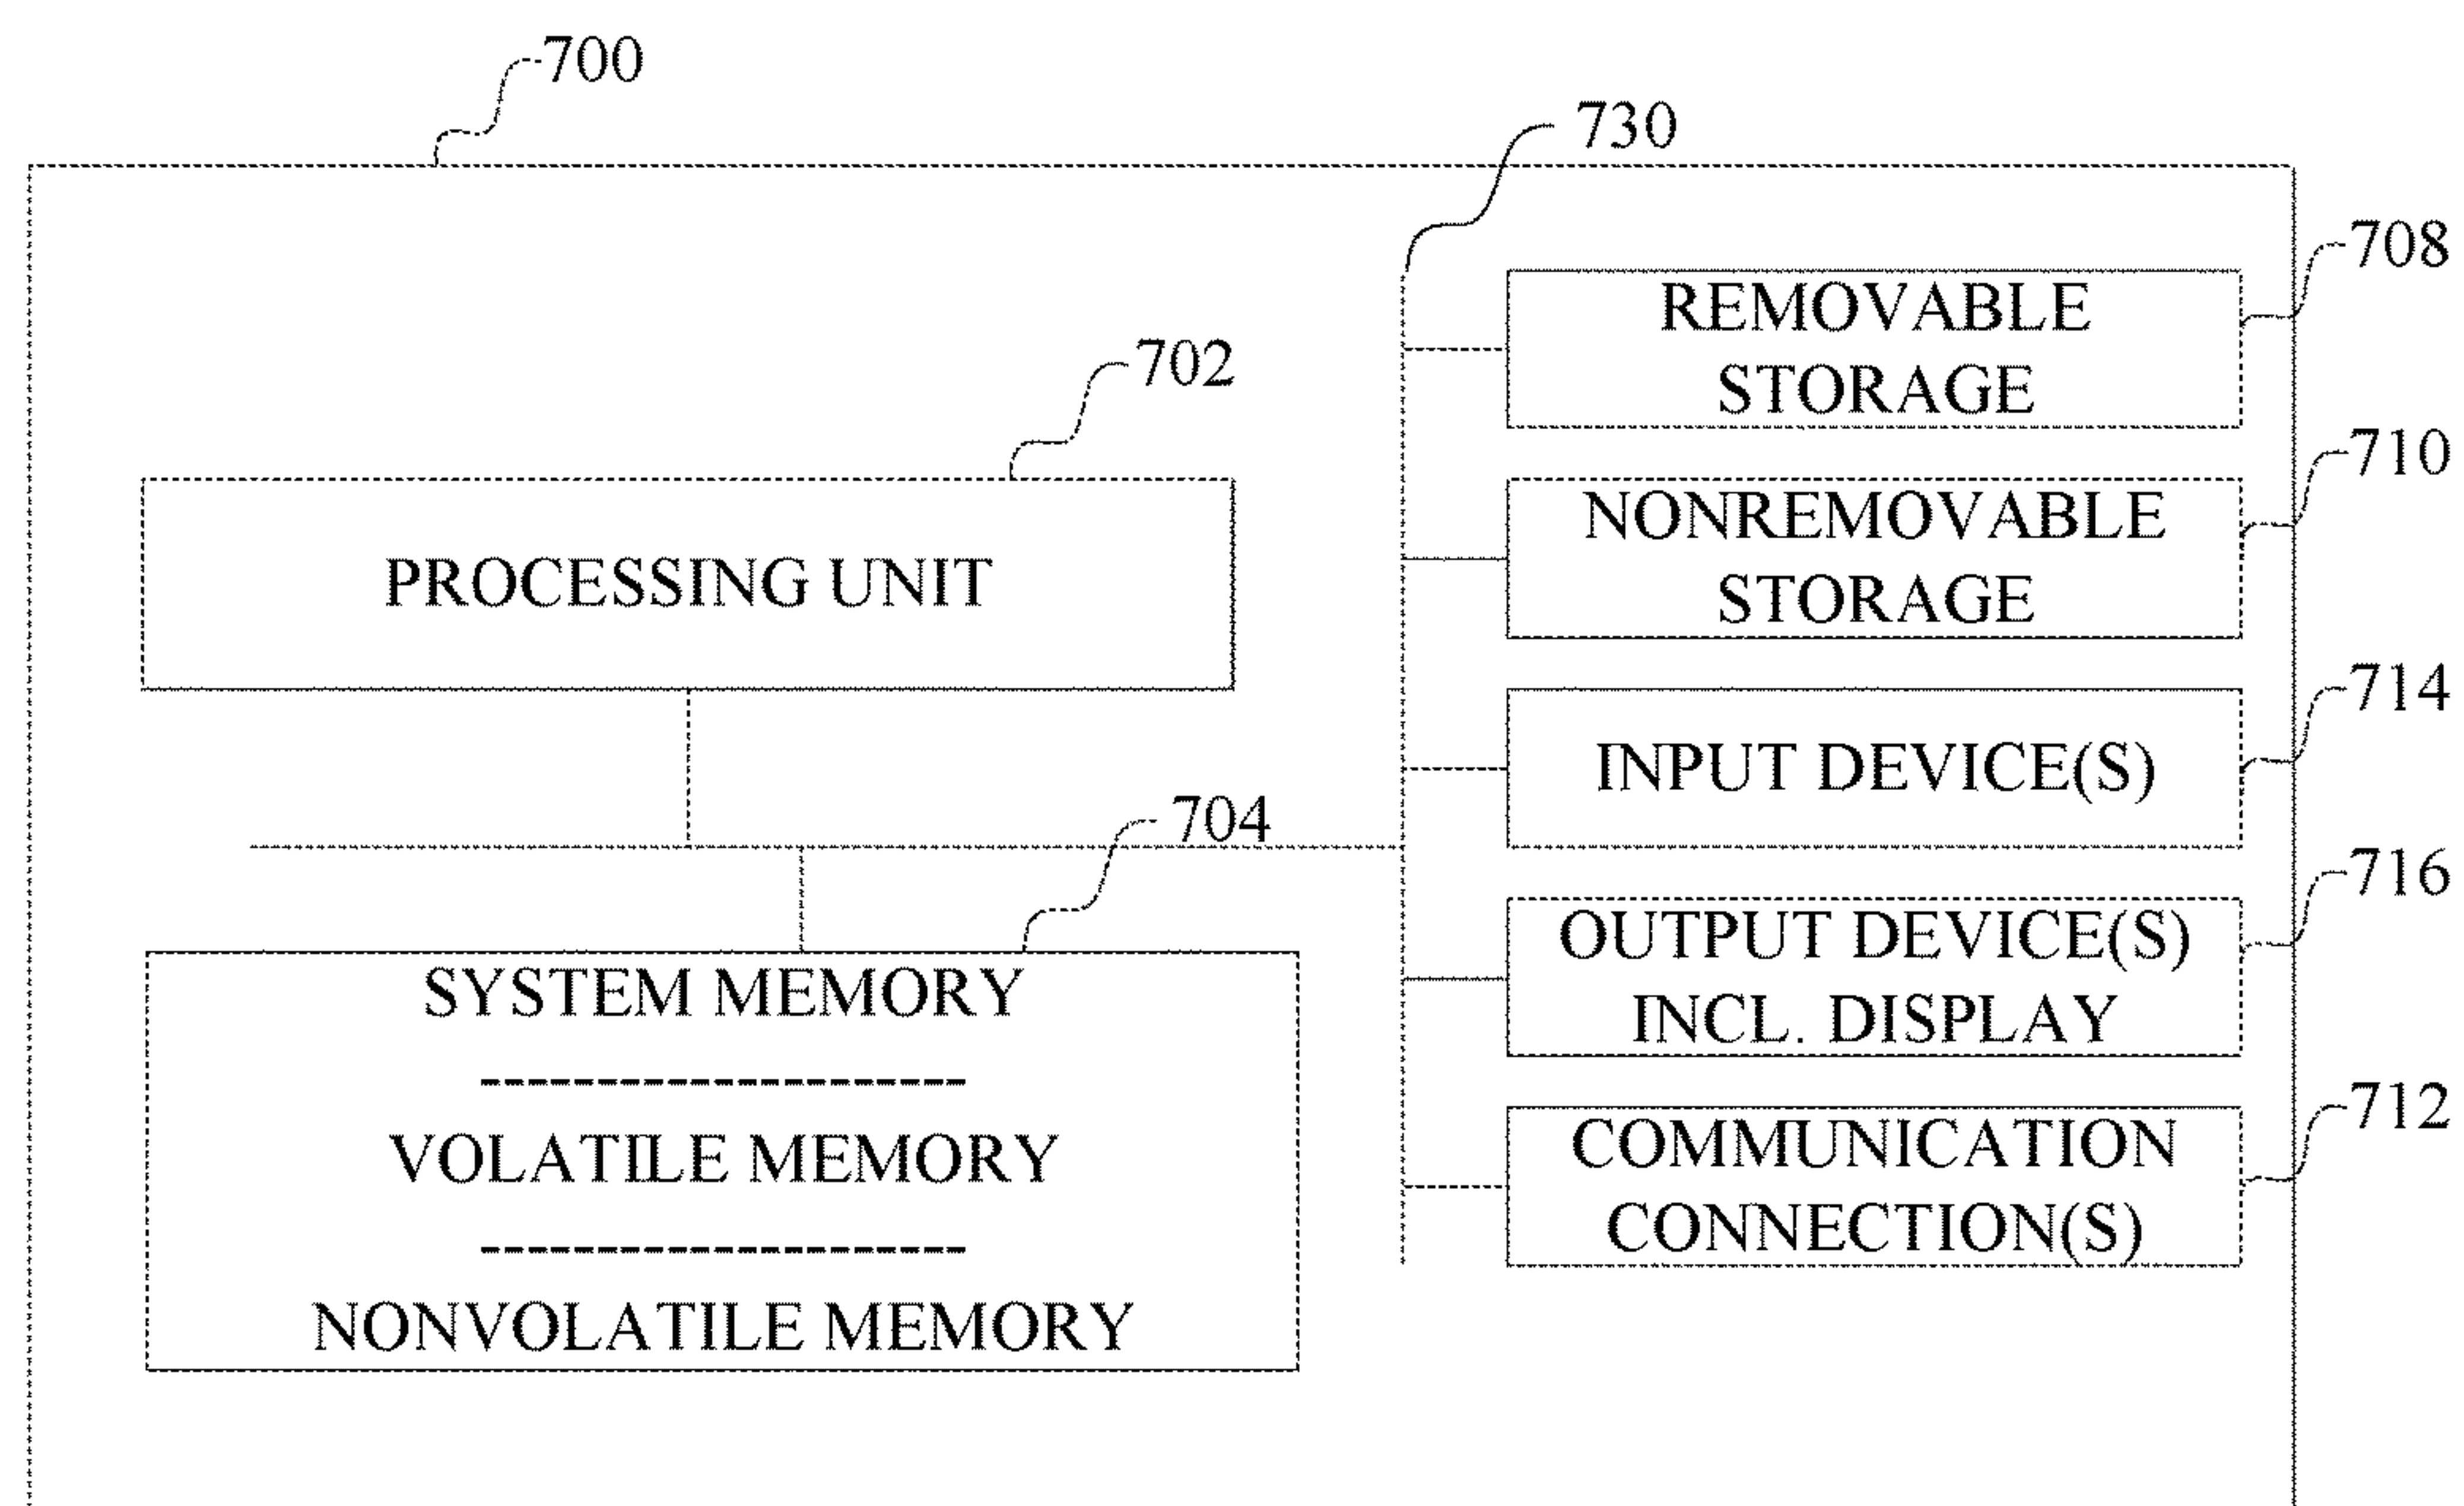 700
730
708
REMOVABLE
STORAGE
702
710
NONREMOVABLE
STORAGE
PROCESSING UNIT
714
INPUT DEVICE(S)
704
716
OUTPUT DEVICE(S)
INCL. DISPLAY
SYSTEM MEMORY
VOLATILE MEMORY
NONVOLATILE MEMORY
712
COMMUNICATION
CONNECTION(S)